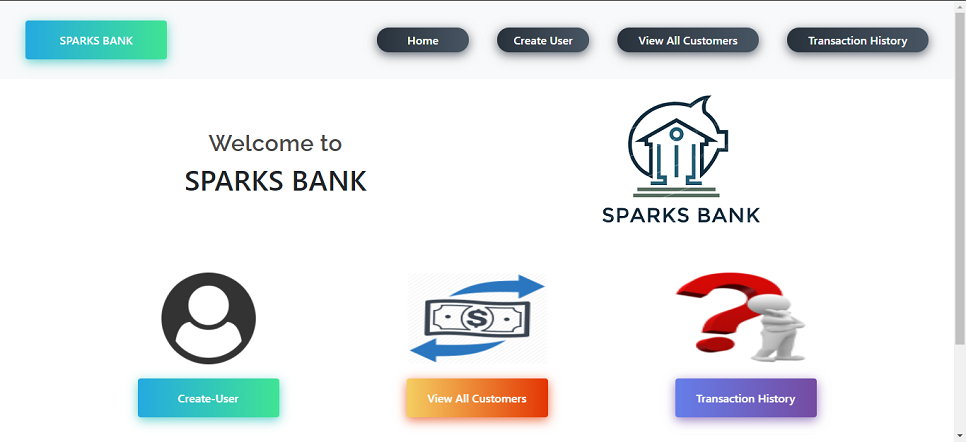 SPARKS BANK
Home
Create User
View All Customers
Transaction History
Welcome to
SPARKS BANK
SPARKS BANK
Create-User
View All Customers
Transaction History